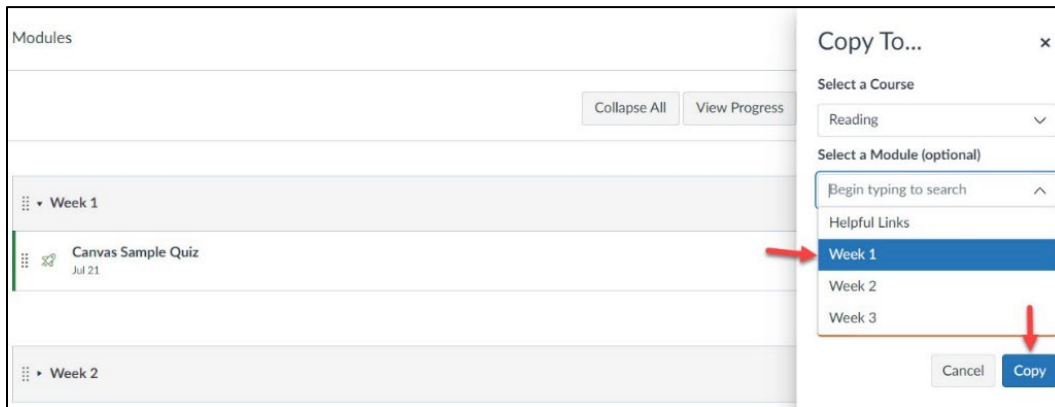 Modules
Collapse All
View Progress
Week 1
Canvas Sample Quiz
Jul 21
Week 2
Copy To...
Select a Course
Reading
Select a Module (optional)
Begin typing to search
Helpful Links
Week 1
Week 2
Week 3
Cancel
Copy